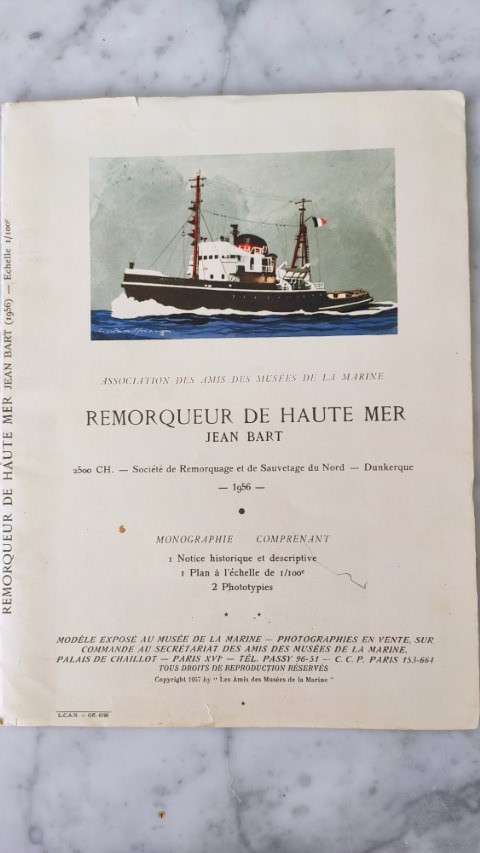 ASSOCIATION DES AMIS DES MUSÉES DE LA MARINE
REMORQUEUR DE HAUTE MER
JEAN BART
2500 CH. — Société de Remorquage et de Sauvetage du Nord — Dunkerque
— 1956 —
MONOGRAPHIE COMPRENANT
1 Notice historique et descriptive
1 Plan à l'échelle de 1/100e
2 Phototypies
MODÈLE EXPOSÉ AU MUSÉE DE LA MARINE — PHOTOGRAPHIES EN VENTE, SUR
COMMANDE AU SECRÉTARIAT DES AMIS DES MUSÉES DE LA MARINE,
PALAIS DE CHAILLOT — PARIS XVIe — TÉL. PASSY 96-51 — C. C. P. PARIS 153-664
TOUS DROITS DE REPRODUCTION RÉSERVÉS
Copyright 1957 by " Les Amis des Musées de la Marine "
REMORQUEUR DE HAUTE MER JEAN BART (1956) — Echelle 1/100e